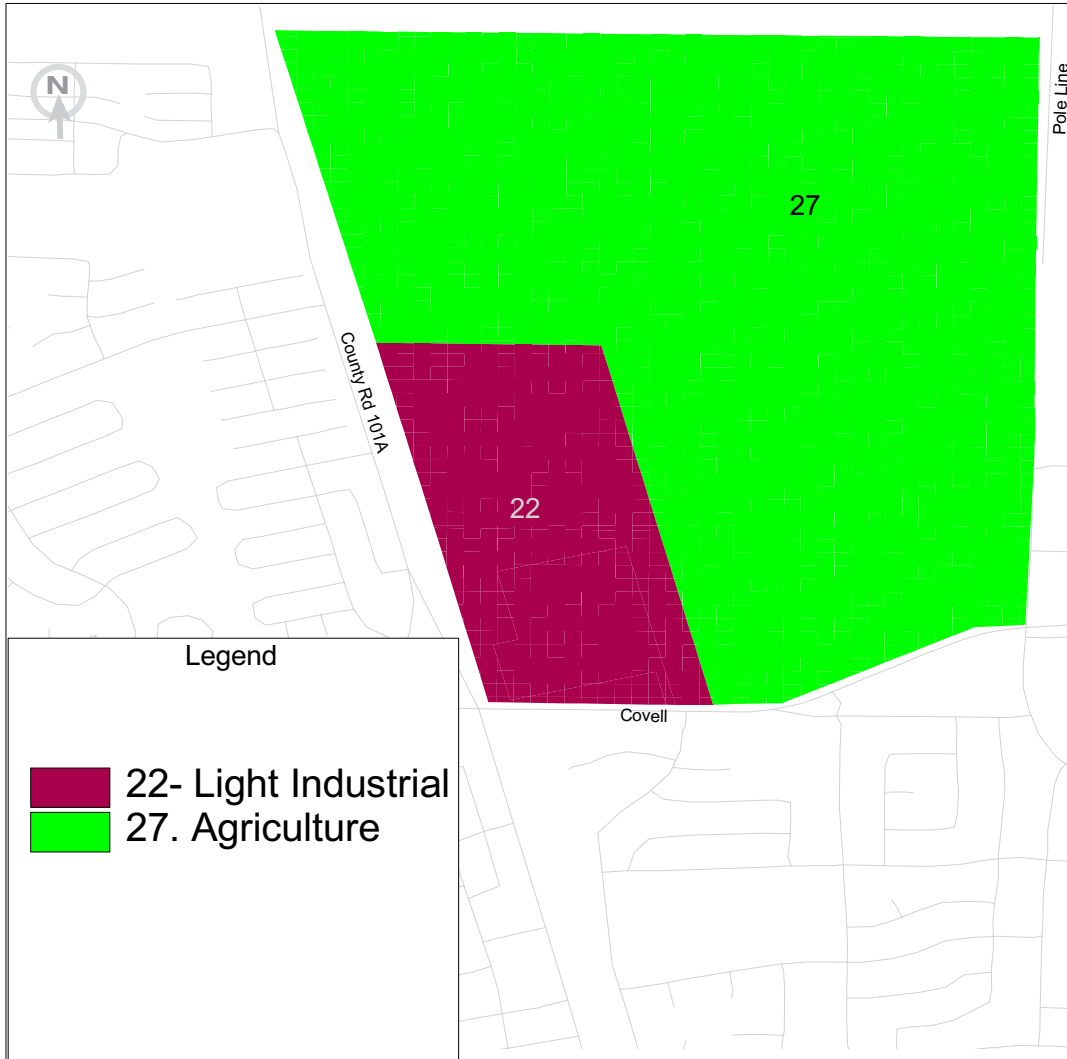 N
Pole Line
27
County Rd 101A
22
Legend
Covell
22- Light Industrial
27. Agriculture